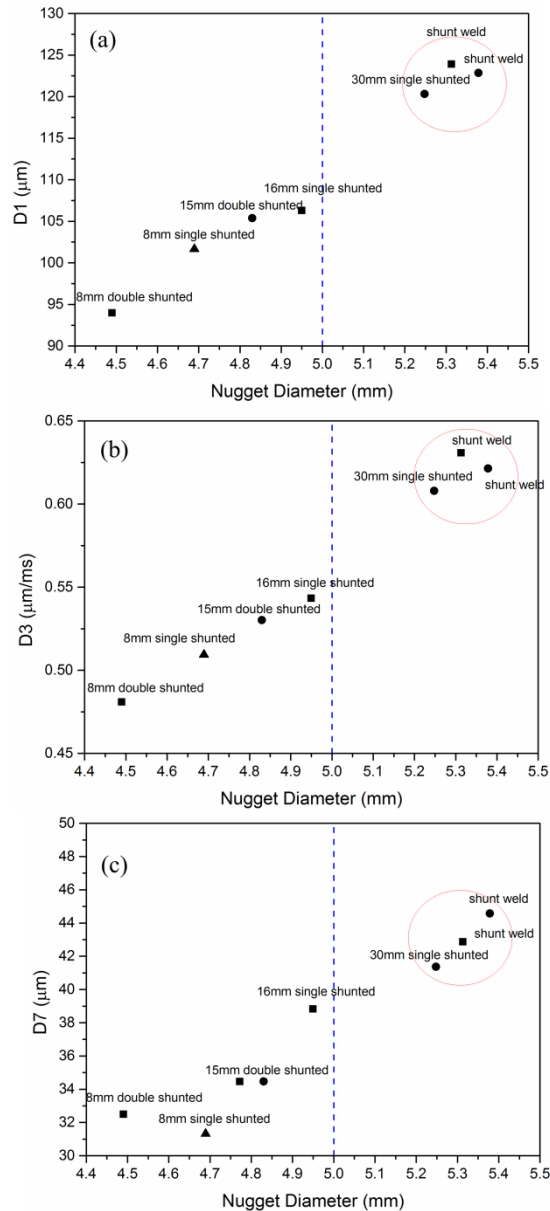 (a)
shunt weld
shunt weld
30mm single shunted
16mm single shunted
15mm double shunted
8mm single shunted
8mm double shunted
130
125
120
115
110
105
100
95
90
D1 (μm)
4.4 4.5 4.6 4.7 4.8 4.9 5.0 5.1 5.2 5.3 5.4 5.5
Nugget Diameter (mm)
(b)
shunt weld
30mm single shunted
shunt weld
16mm single shunted
15mm double shunted
8mm single shunted
8mm double shunted
0.65
0.60
0.55
0.50
0.45
D3 (μm/ms)
4.4 4.5 4.6 4.7 4.8 4.9 5.0 5.1 5.2 5.3 5.4 5.5
Nugget Diameter (mm)
(c)
shunt weld
shunt weld
30mm single shunted
16mm single shunted
15mm double shunted
8mm double shunted
8mm single shunted
50
48
46
44
42
40
38
36
34
32
30
D7 (μm)
4.4 4.5 4.6 4.7 4.8 4.9 5.0 5.1 5.2 5.3 5.4 5.5
Nugget Diameter (mm)